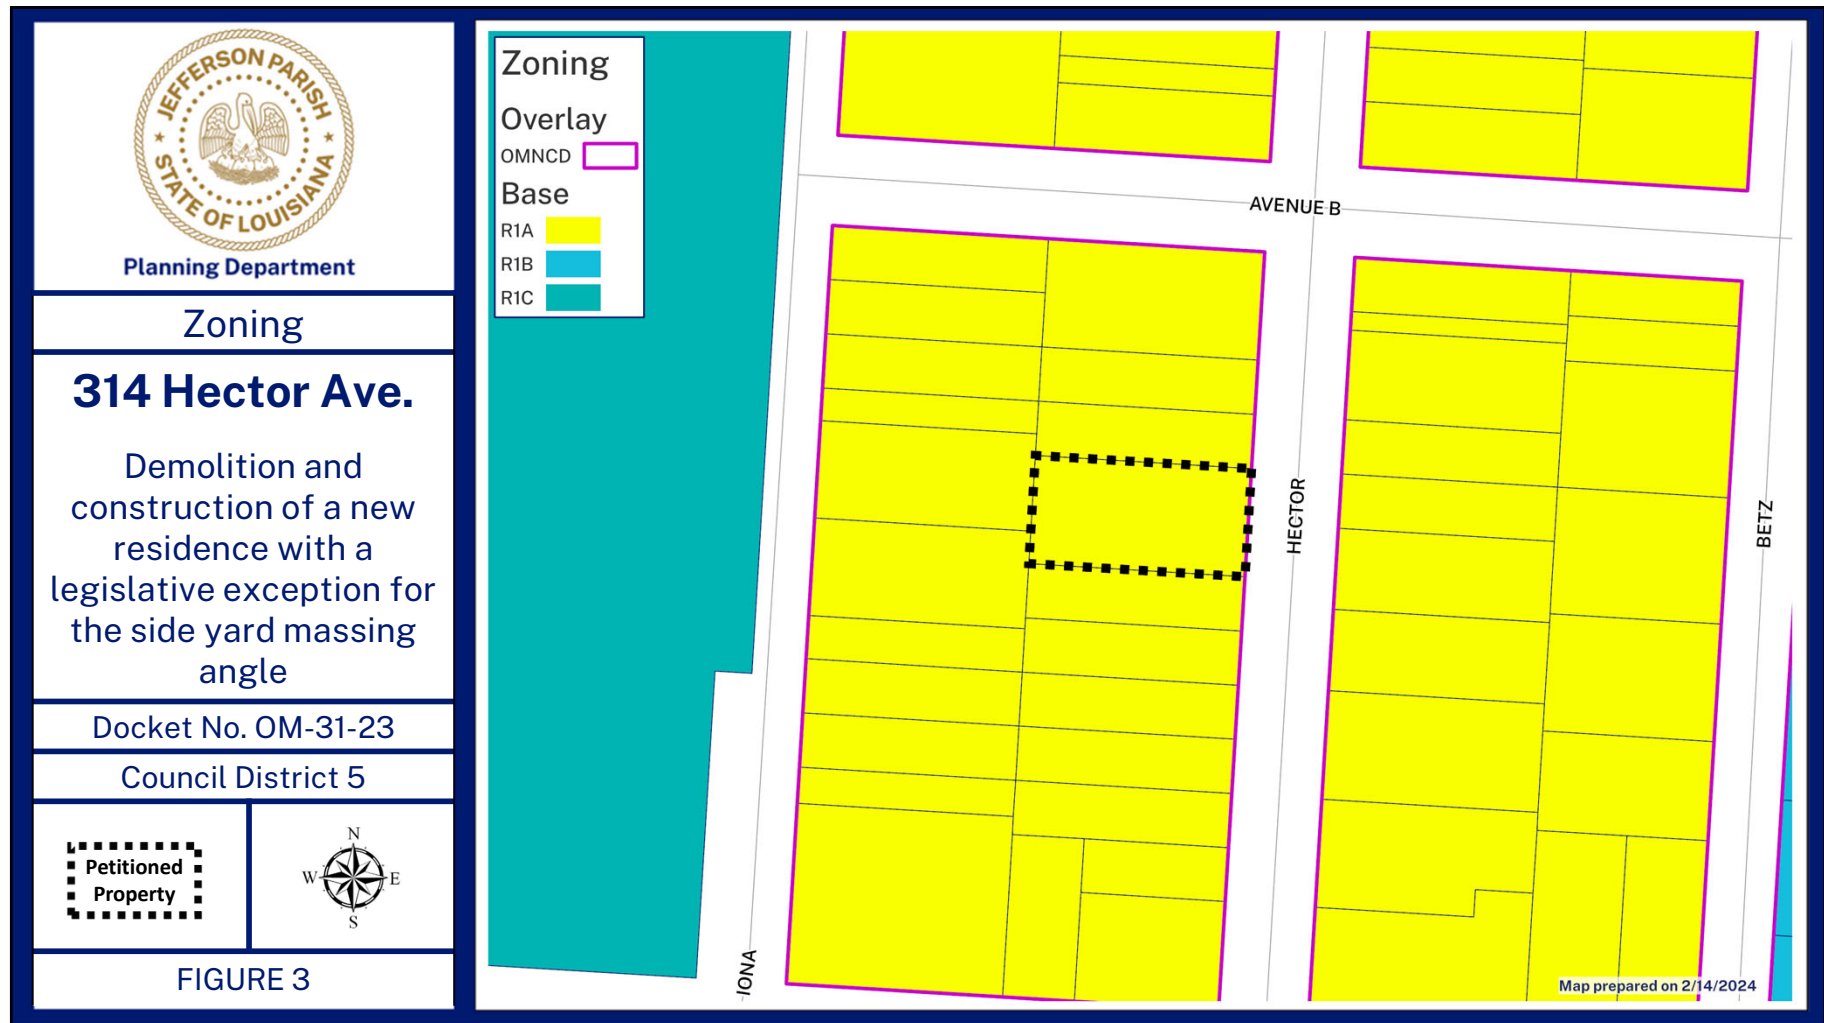 JEFFERSON PARISH
STATE OF LOUISIANA
Planning Department
Zoning
314 Hector Ave.
Demolition and
construction of a new
residence with a
legislative exception for
the side yard massing
angle
Docket No. OM-31-23
Council District 5
Petitioned
Property
N
W
E
S
FIGURE 3
Zoning
Overlay
OMNCD
Base
R1A
R1B
R1C
AVENUE B
HECTOR
BETZ
IONA
Map prepared on 2/14/2024